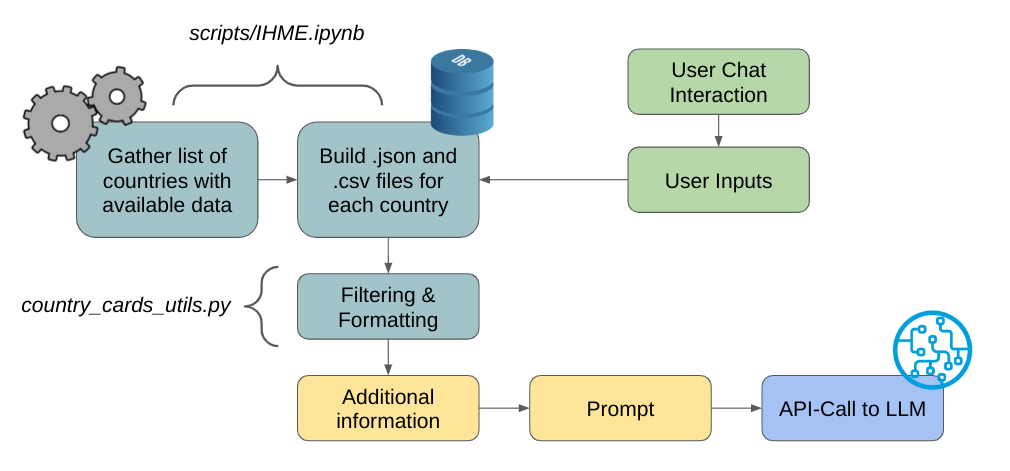 scripts/IHME.ipynb
DB
User Chat
Interaction
Gather list of
countries with
available data
Build .json and
.csv files for
each country
User Inputs
country_cards_utils.py
Filtering &
Formatting
Additional
information
Prompt
API-Call to LLM